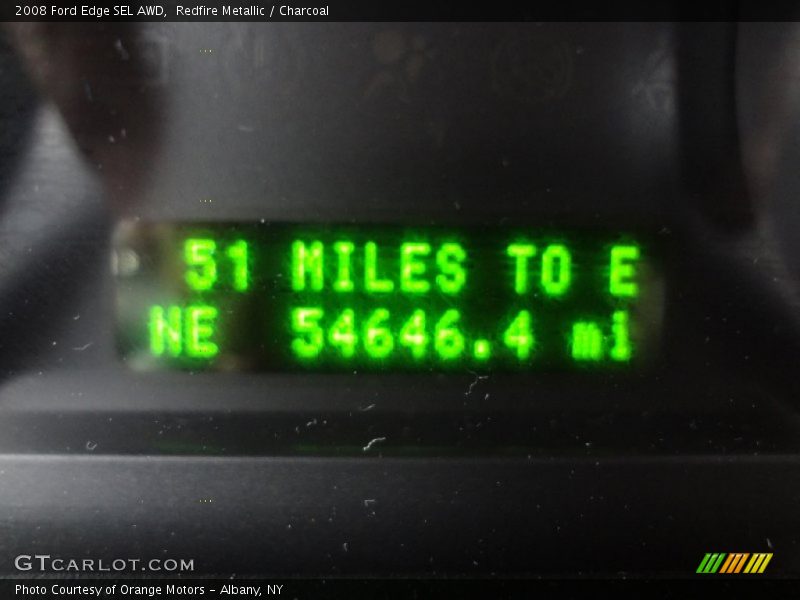 2008 Ford Edge SEL AWD,  Redfire Metallic / Charcoal
51 MILES TO E
NE 54646.4 mi
GTCARLOT.COM
Photo Courtesy of Orange Motors - Albany, NY